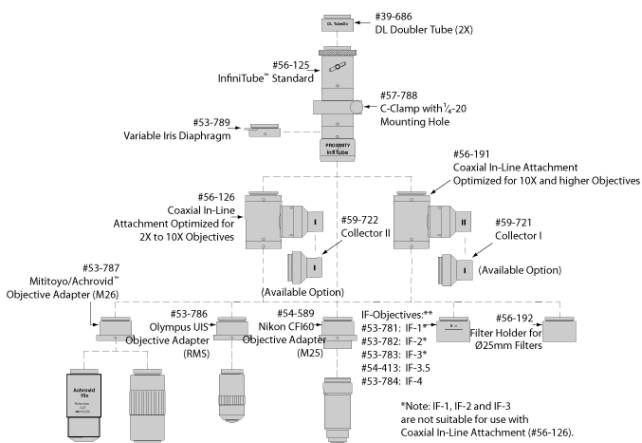 #39-686
DL Doubler Tube (2X)
#56-125
InfiniTube™ Standard
#57-788
C-Clamp with ¼-20
Mounting Hole
#53-789
Variable Iris Diaphragm
PROXIMITY
InfiTube
#56-191
Coaxial In-Line Attachment
Optimized for 10X and higher Objectives
#56-126
Coaxial In-Line
Attachment Optimized for
2X to 10X Objectives
I
II
#59-722
Collector II
#59-721
Collector I
I
I
(Available Option)
(Available Option)
#53-787
Mititoyo/Achrovid™
Objective Adapter (M26)
#53-786
Olympus UIS
Objective Adapter
(RMS)
#54-589
Nikon CFI60
Objective Adapter
(M25)
IF-Objectives:**
#53-781: IF-1*
#53-782: IF-2*
#53-783: IF-3*
#54-413: IF-3.5
#53-784: IF-4
#56-192
Filter Holder for
Ø25mm Filters
Achrovid
10x
*Note: IF-1, IF-2 and IF-3
are not suitable for use with
Coaxial In-Line Attachment (#56-126).